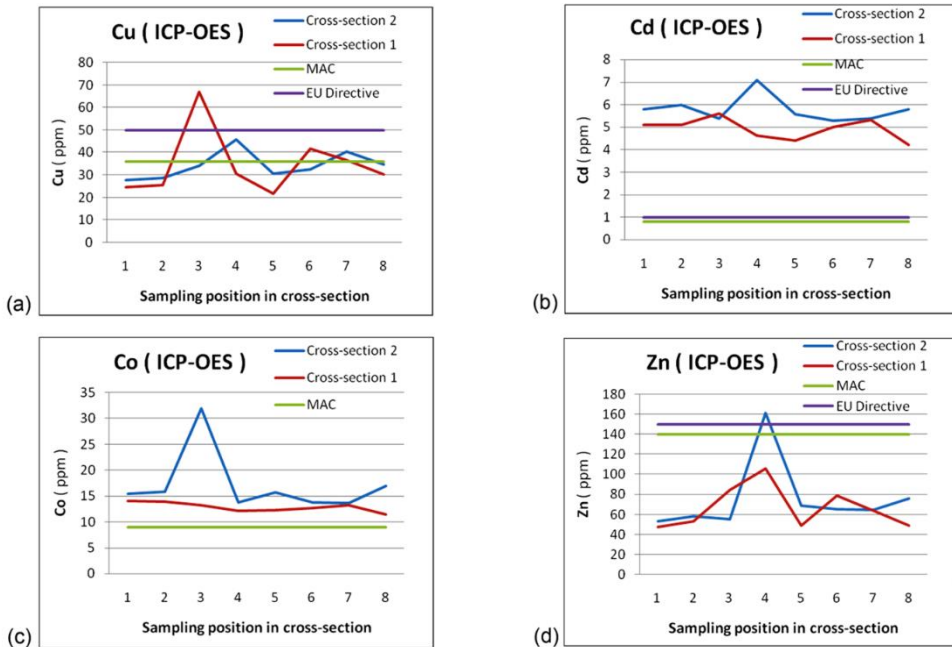 Cu ( ICP-OES )
Cross-section 2
Cross-section 1
MAC
EU Directive
80
70
60
50
40
30
20
10
0
Cu ( ppm )
1 2 3 4 5 6 7 8
Sampling position in cross-section
(a)
Cd ( ICP-OES )
Cross-section 2
Cross-section 1
MAC
EU Directive
8
7
6
5
4
3
2
1
0
Cd ( ppm )
1 2 3 4 5 6 7 8
Sampling position in cross-section
(b)
Co ( ICP-OES )
Cross-section 2
Cross-section 1
MAC
35
30
25
20
15
10
5
0
Co ( ppm )
1 2 3 4 5 6 7 8
Sampling position in cross-section
(c)
Zn ( ICP-OES )
Cross-section 2
Cross-section 1
MAC
EU Directive
180
160
140
120
100
80
60
40
20
0
Zn ( ppm )
1 2 3 4 5 6 7 8
Sampling position in cross-section
(d)